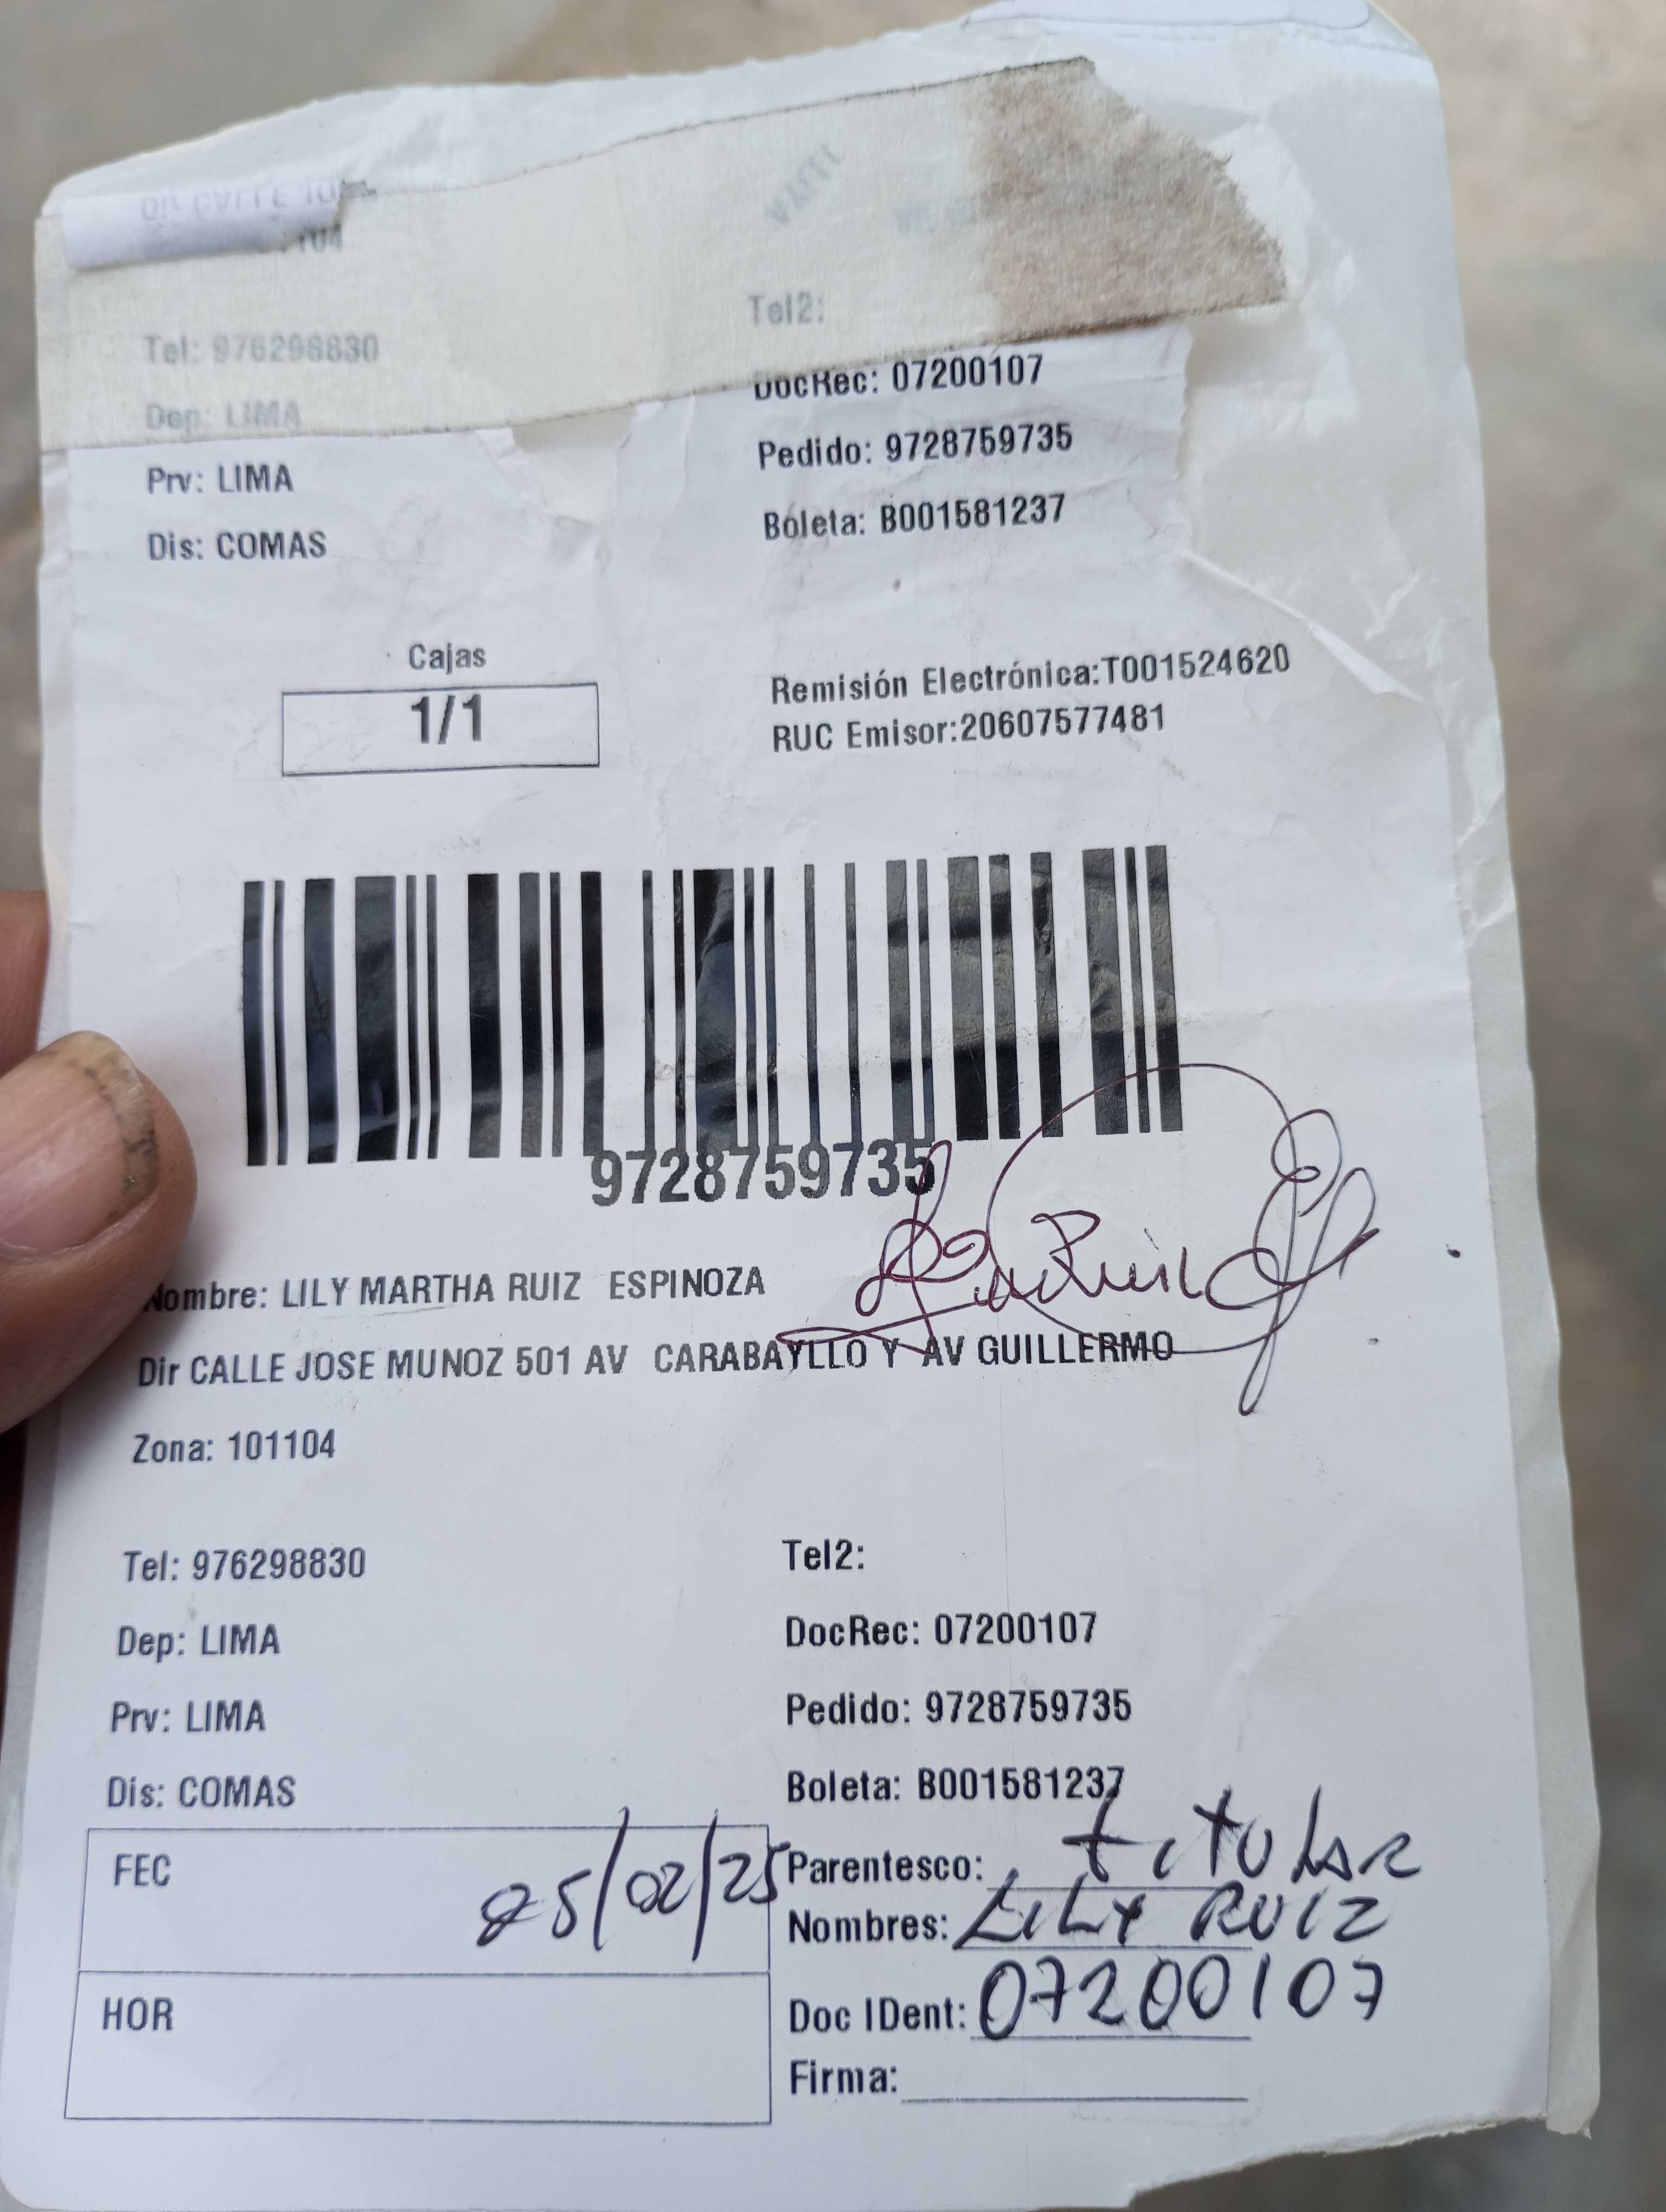 Tel: 976298830
Tel2:
Dep: LIMA
DocRec: 07200107
Prv: LIMA
Pedido: 9728759735
Dis: COMAS
Boleta: B001581237
Cajas
1/1
Remisión Electrónica:T001524620
RUC Emisor:20607577481
9728759735
Nombre: LILY MARTHA RUIZ ESPINOZA
Dir CALLE JOSE MUNOZ 501 AV CARABAYLLO Y AV GUILLERMO
Zona: 101104
Tel: 976298830
Tel2:
Dep: LIMA
DocRec: 07200107
Prv: LIMA
Pedido: 9728759735
Dis: COMAS
Boleta: B001581237
FEC 25/02/25
Parentesco: titular
Nombres: LILY RUIZ
HOR
Doc IDent: 07200107
Firma: